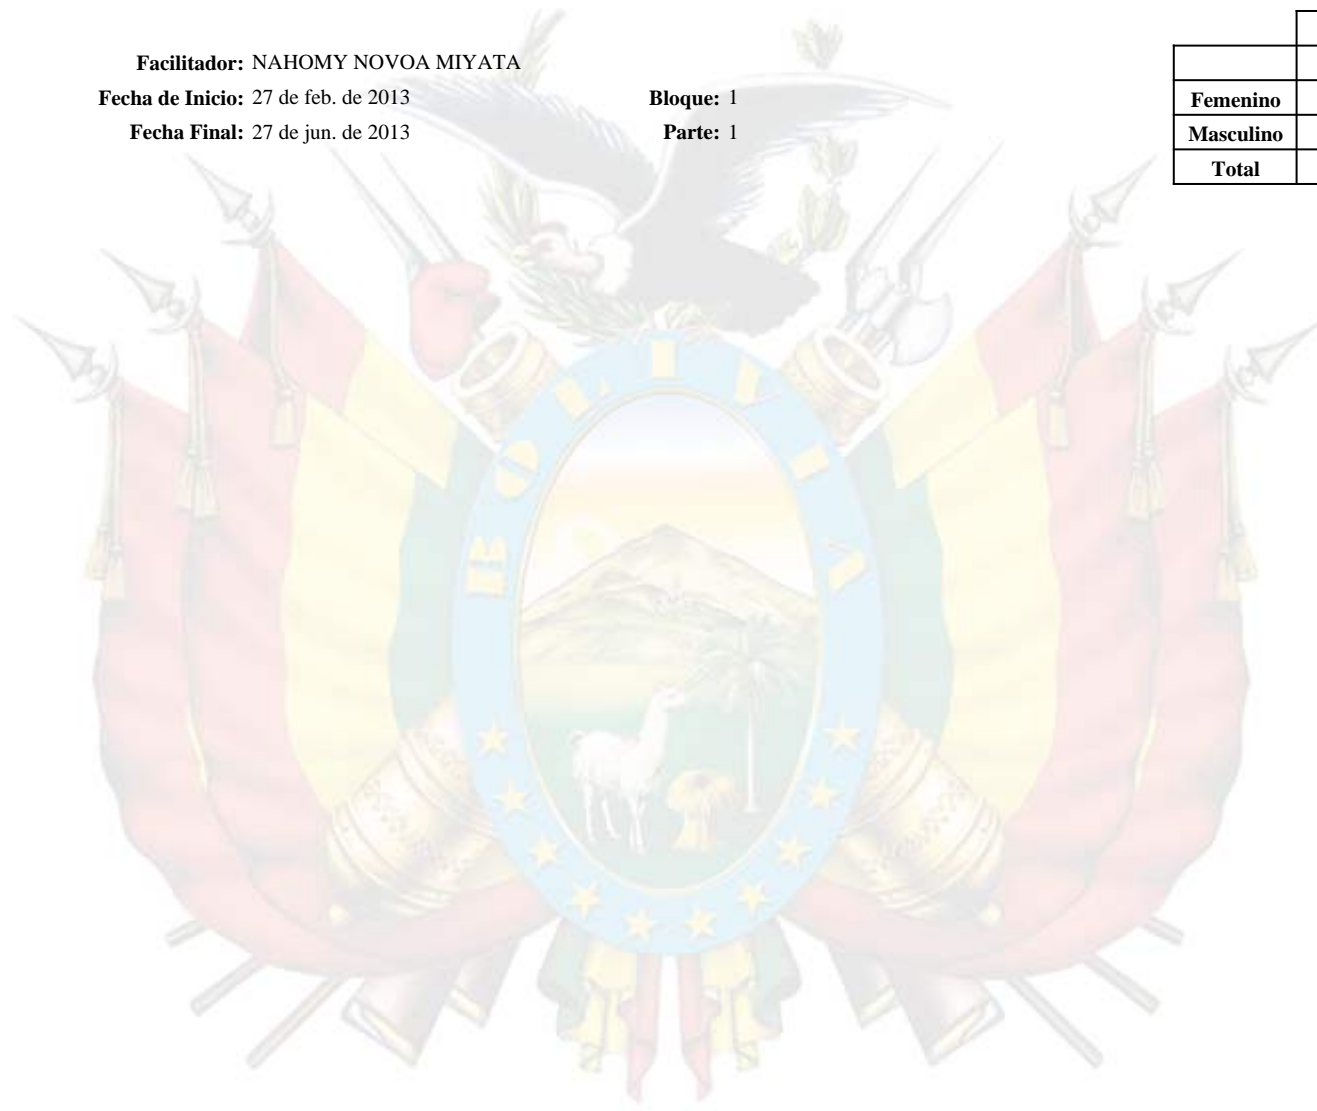 Facilitador: NAHOMY NOVOA MIYATA
Fecha de Inicio: 27 de feb. de 2013 Bloque: 1
Fecha Final: 27 de jun. de 2013 Parte: 1
Femenino
Masculino
Total
BOLIVIA